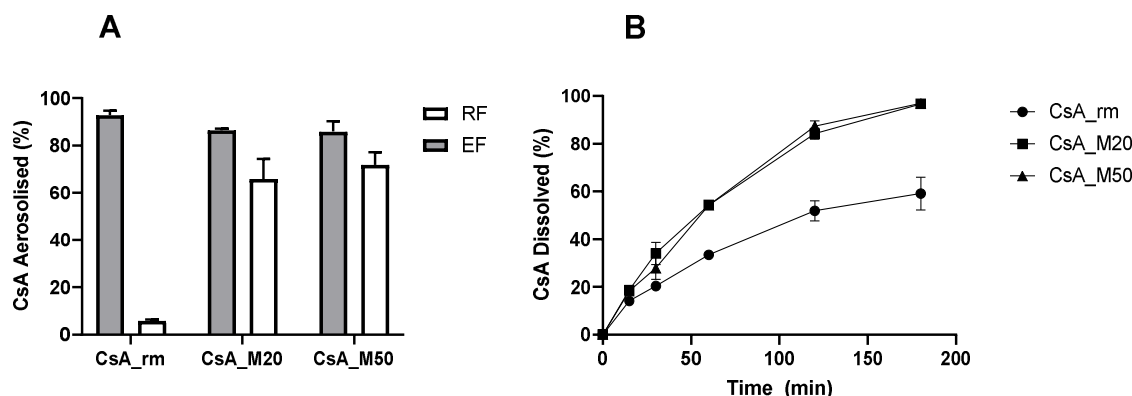 A
CsA Aerosolised (%)
100
80
60
40
20
0
CsA_rm
CsA_M20
CsA_M50
RF
EF
B
CsA Dissolved (%)
100
80
60
40
20
0
0
50
100
150
200
Time (min)
CsA_rm
CsA_M20
CsA_M50